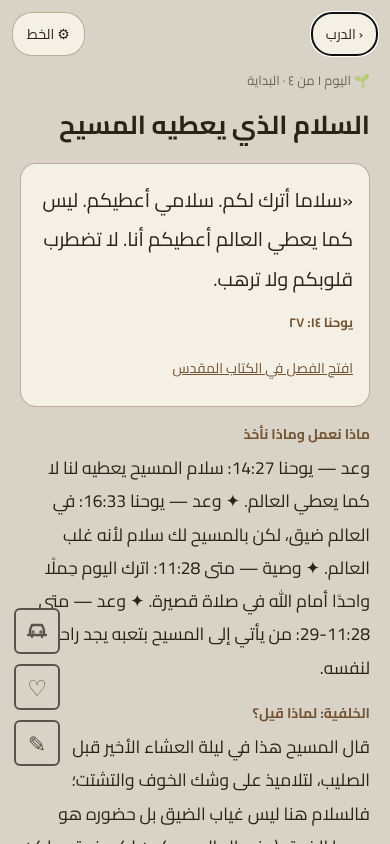 ‹ الدرب
⚙ الخط
🌱 اليوم ١ من ٤ · البداية
السلام الذي يعطيه المسيح
«سلاما أترك لكم. سلامي أعطيكم. ليس
كما يعطي العالم أعطيكم أنا. لا تضطرب
قلوبكم ولا ترهب.
يوحنا ١٤: ٢٧
افتح الفصل في الكتاب المقدس
ماذا نعمل وماذا نأخذ
وعد — يوحنا 14:27: سلام المسيح يعطيه لنا لا
كما يعطي العالم. ✦ وعد — يوحنا 16:33: في
العالم ضيق، لكن بالمسيح لك سلام لأنه غلب
العالم. ✦ وصية — متى 11:28: اترك اليوم حِملًا
واحدًا أمام الله في صلاة قصيرة. ✦ وعد — متى
11:28-29: من يأتي إلى المسيح بتعبه يجد
لنفسه.
الخلفية: لماذا قيل؟
قال المسيح هذا في ليلة العشاء الأخير قبل
الصليب، لتلاميذ على وشك الخوف والتشتت؛
فالسلام هنا ليس غياب الضيق بل حضوره هو